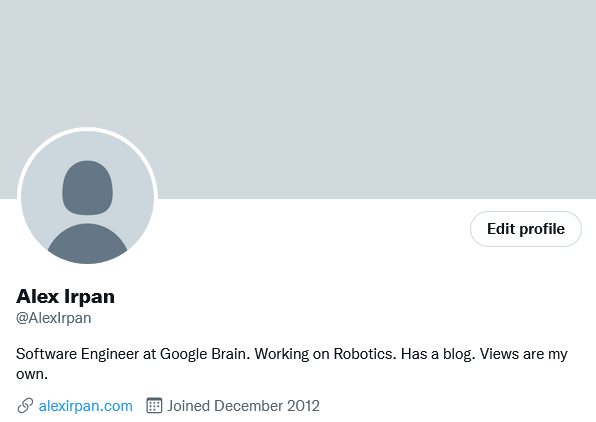 Edit profile
Alex Irpan
@AlexIrpan
Software Engineer at Google Brain. Working on Robotics. Has a blog. Views are my
own.
alexirpan.com Joined December 2012